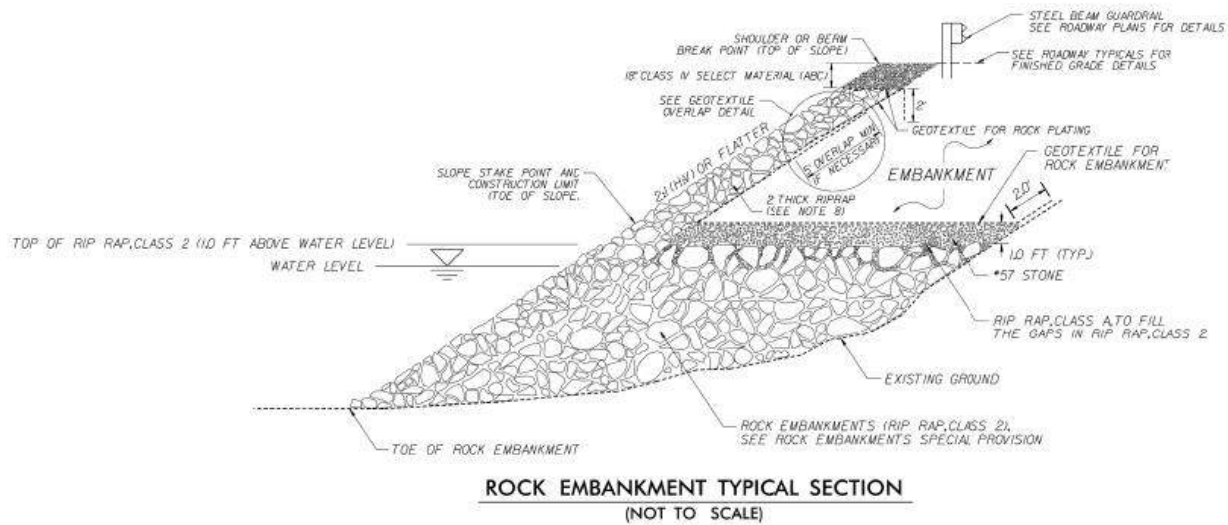 STEEL BEAM GUARDRAIL
SEE ROADWAY PLANS FOR DETAILS
SHOULDER OR BERM
BREAK POINT (TOP OF SLOPE)
SEE ROADWAY TYPICALS FOR
FINISHED GRADE DETAILS
18" CLASS IV SELECT MATERIAL (ABC)
SEE GEOTEXTILE
OVERLAP DETAIL
2'
GEOTEXTILE FOR ROCK PLATING
2:1 (H:V) OR FLATTER
OVERLAP MIN
IF NECESSARY
GEOTEXTILE FOR
ROCK EMBANKMENT
EMBANKMENT
SLOPE STAKE POINT AND
CONSTRUCTION LIMIT
(TOE OF SLOPE.
2 THICK RIPRAP
(SEE NOTE 8)
2.0'
TOP OF RIP RAP, CLASS 2 (1.0 FT ABOVE WATER LEVEL)
WATER LEVEL
1.0 FT (TYP.)
#57 STONE
RIP RAP, CLASS A, TO FILL
THE GAPS IN RIP RAP, CLASS 2
EXISTING GROUND
ROCK EMBANKMENTS (RIP RAP, CLASS 2),
SEE ROCK EMBANKMENTS SPECIAL PROVISION
TOE OF ROCK EMBANKMENT
ROCK EMBANKMENT TYPICAL SECTION
(NOT TO SCALE)